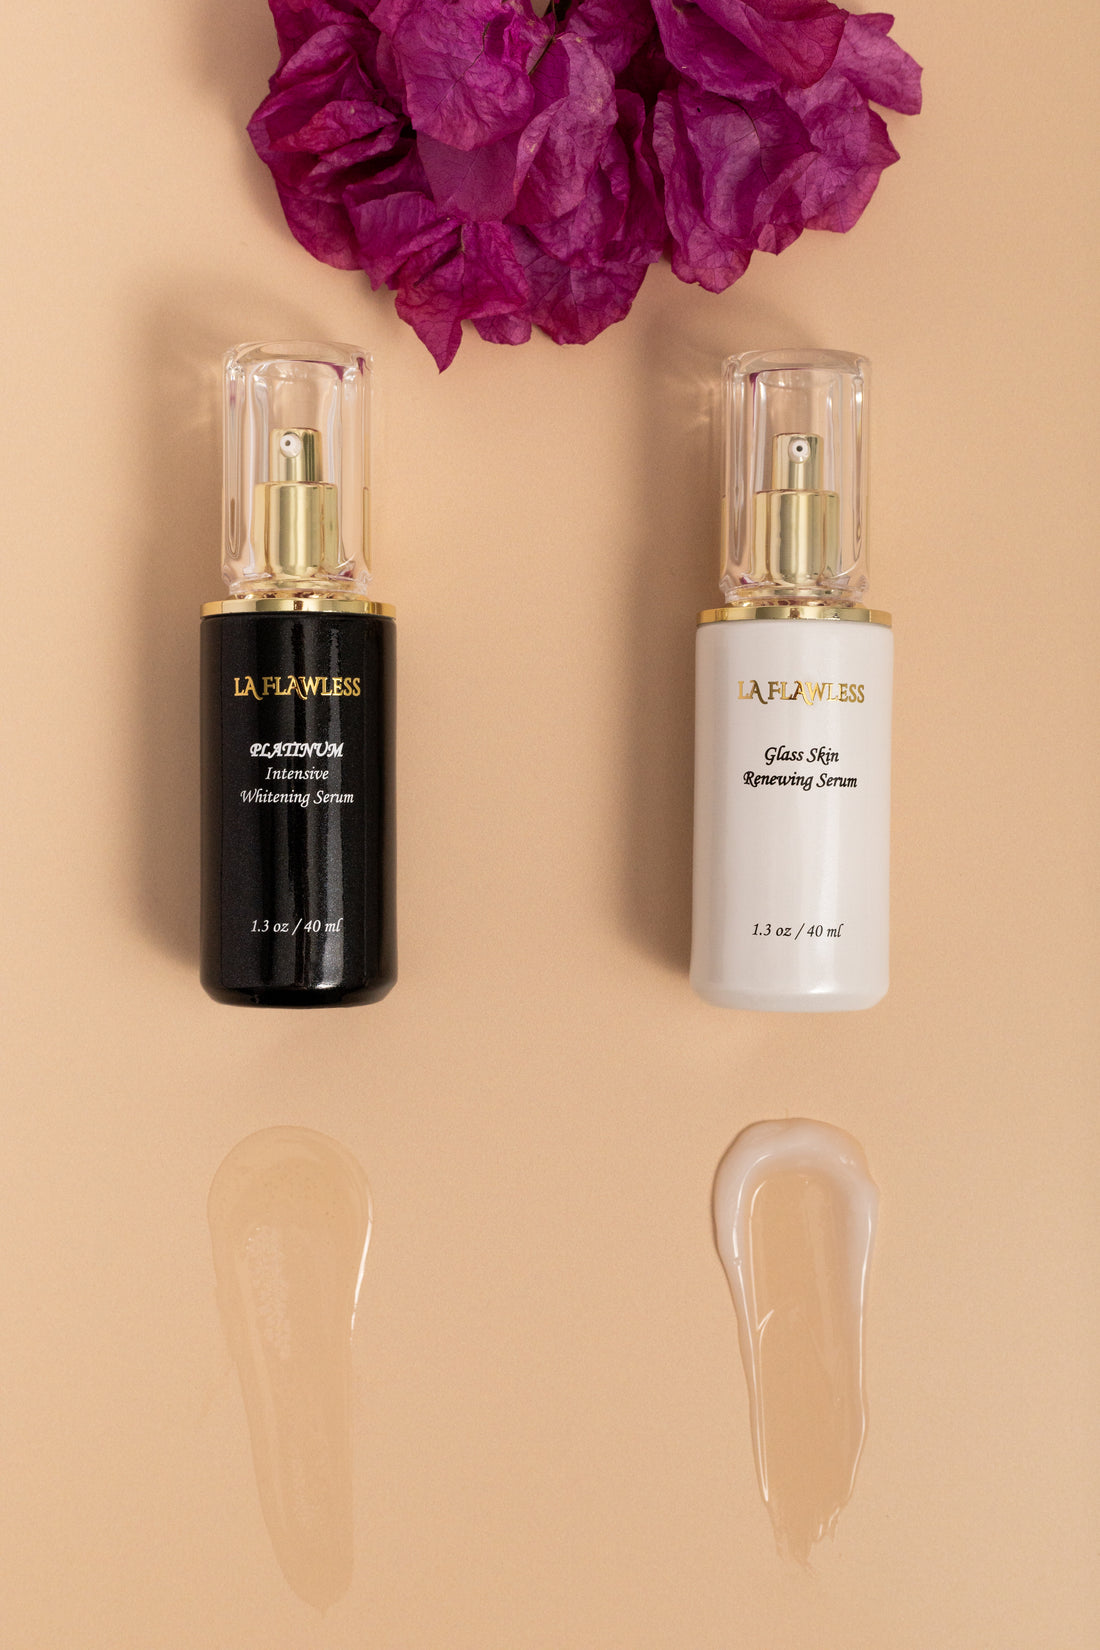 LA FLAWLESS
PLATINUM
Intensive
Whitening Serum
1.3 oz / 40 ml
LA FLAWLESS
Glass Skin
Renewing Serum
1.3 oz / 40 ml